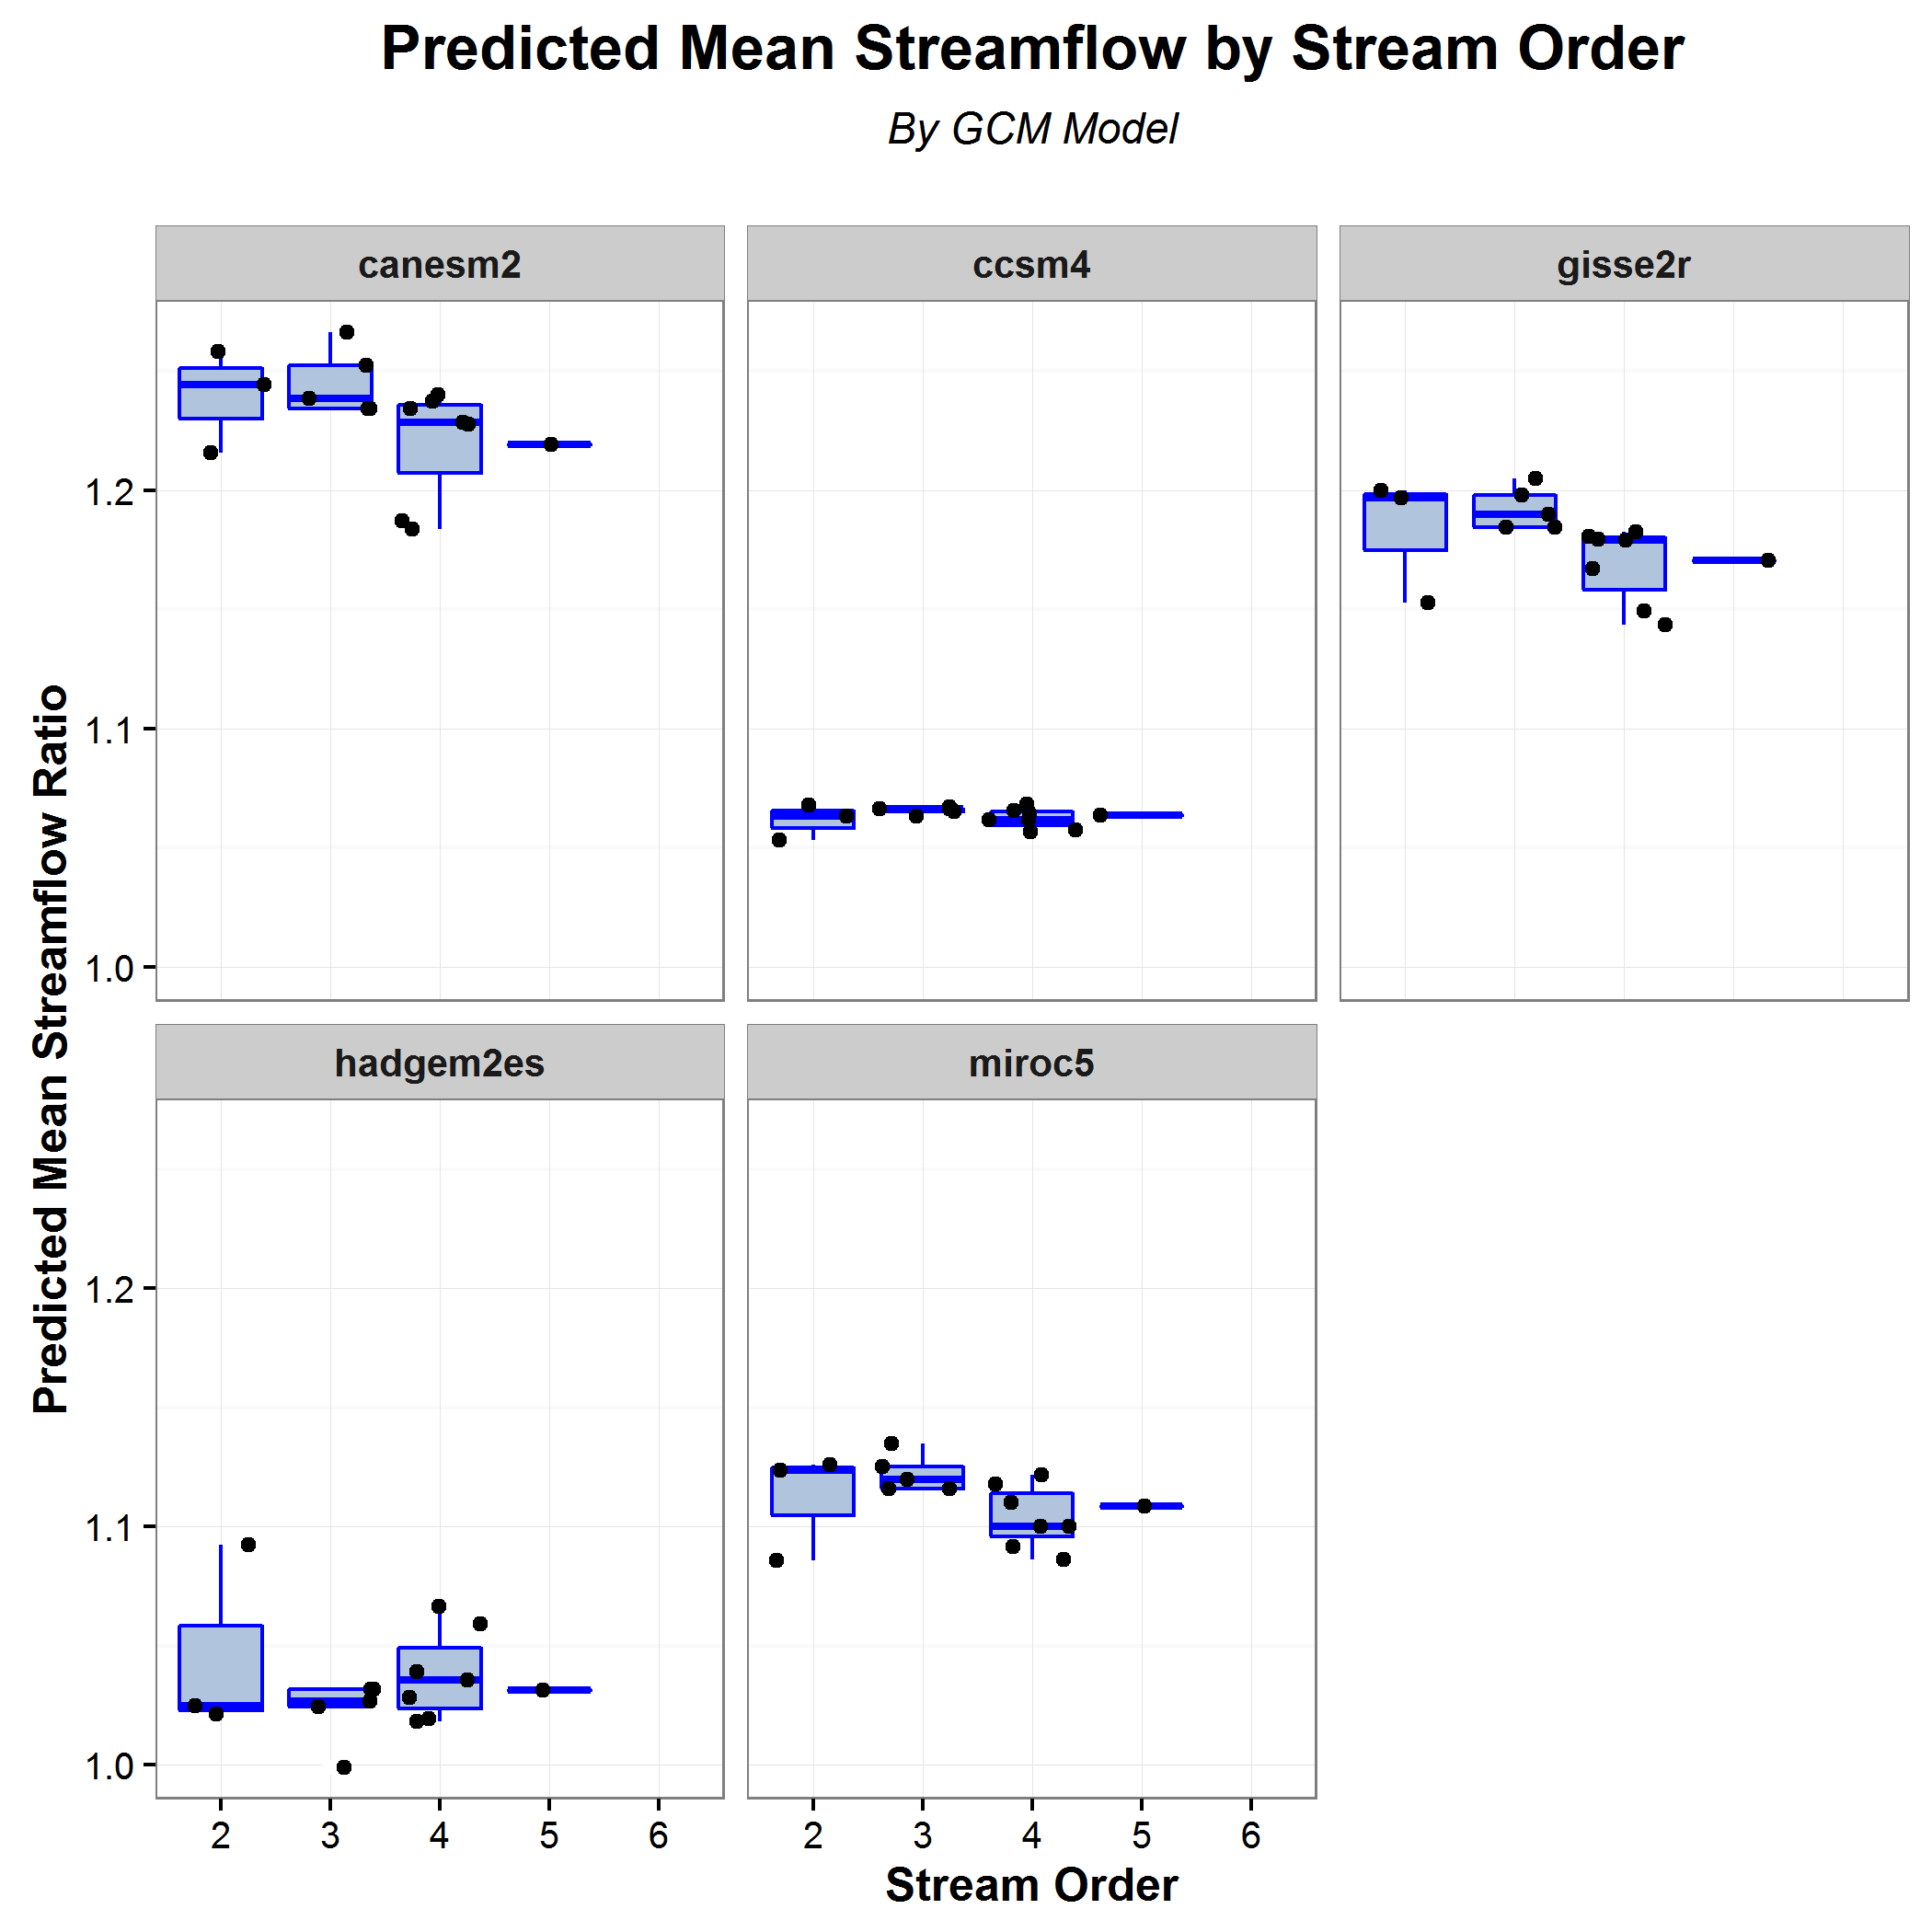 Predicted Mean Streamflow by Stream Order
By GCM Model
canesm2
ccsm4
gisse2r
1.2
1.1
1.0
Predicted Mean Streamflow Ratio
hadgem2es
miroc5
1.2
1.1
1.0
2 3 4 5 6
2 3 4 5 6
Stream Order